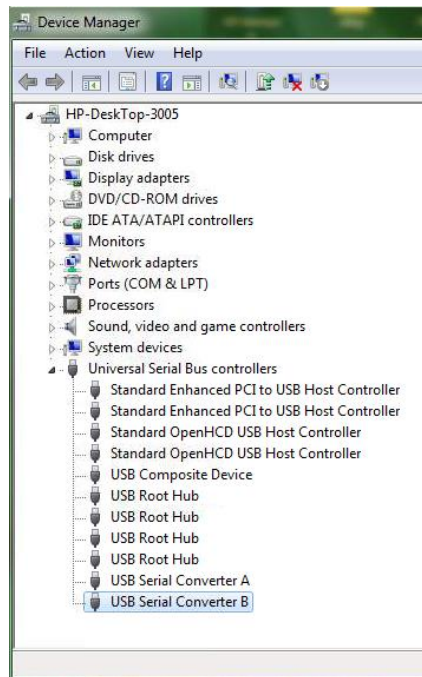 Device Manager
File Action View Help
HP-DeskTop-3005
Computer
Disk drives
Display adapters
DVD/CD-ROM drives
IDE ATA/ATAPI controllers
Monitors
Network adapters
Ports (COM & LPT)
Processors
Sound, video and game controllers
System devices
Universal Serial Bus controllers
Standard Enhanced PCI to USB Host Controller
Standard Enhanced PCI to USB Host Controller
Standard OpenHCD USB Host Controller
Standard OpenHCD USB Host Controller
USB Composite Device
USB Root Hub
USB Root Hub
USB Root Hub
USB Root Hub
USB Serial Converter A
USB Serial Converter B